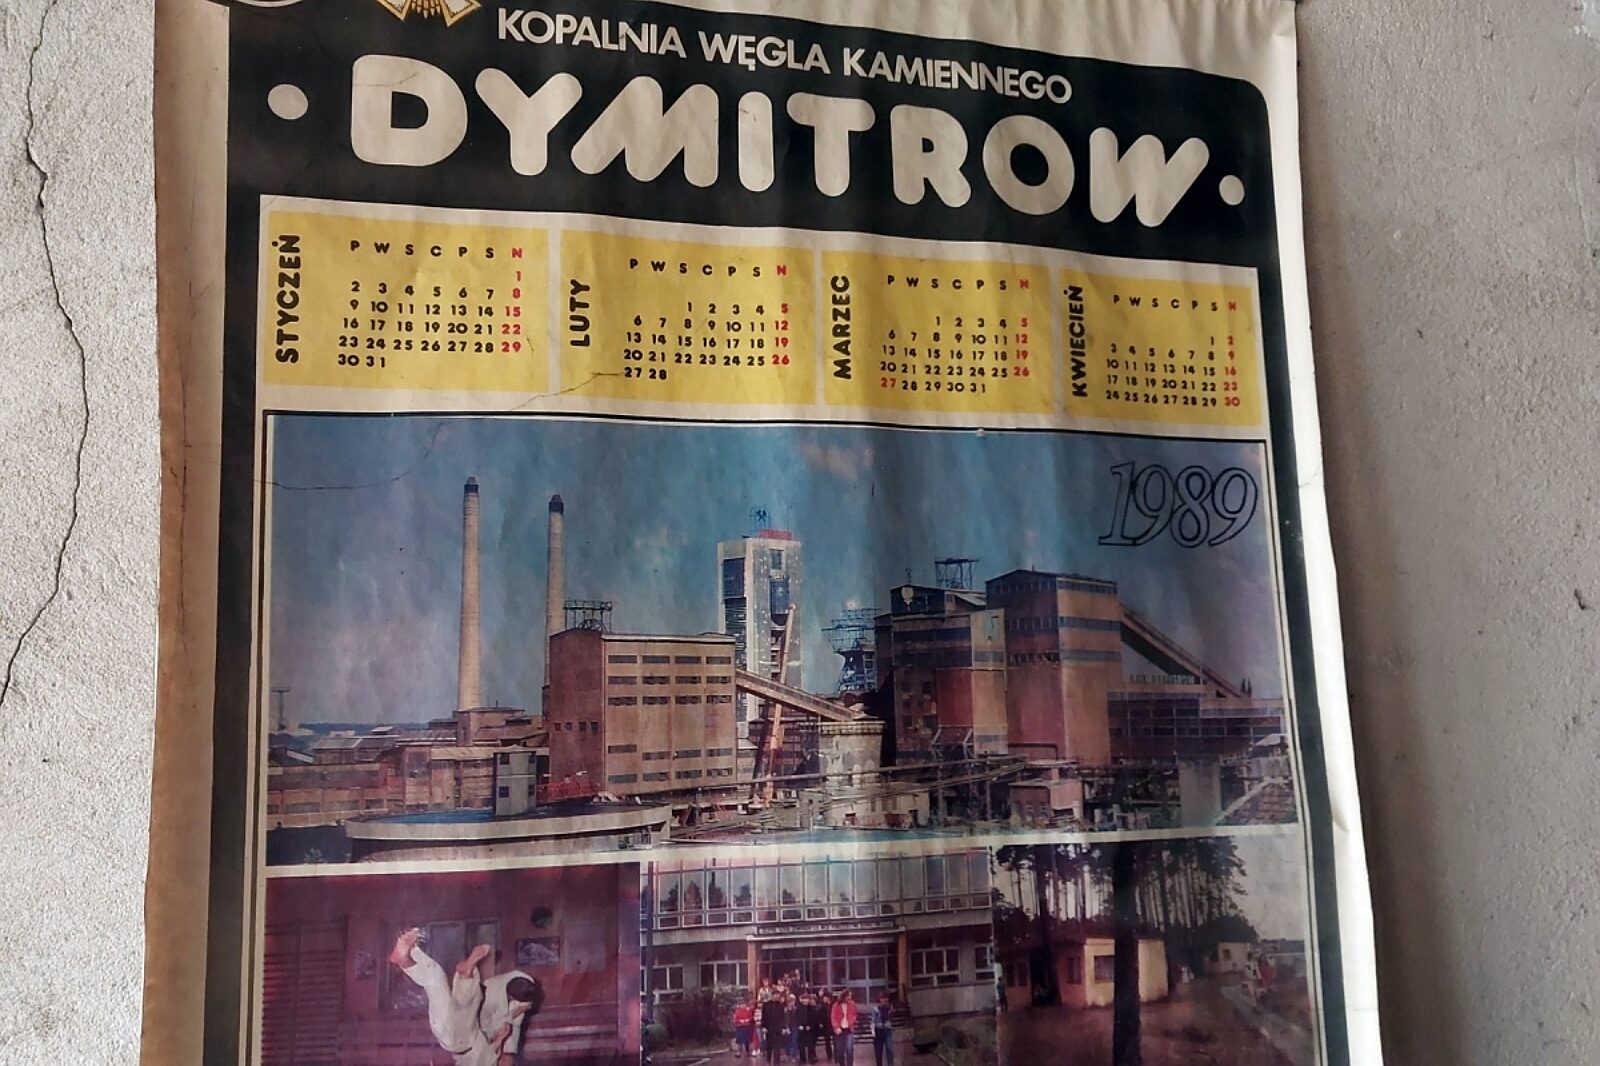 KOPALNIA WĘGLA KAMIENNEGO
• DYMITROW •
STYCZEŃ
P W S C P S N
1
2 3 4 5 6 7 8
9 10 11 12 13 14 15
16 17 18 19 20 21 22
23 24 25 26 27 28 29
30 31
LUTY
P W S C P S N
1 2 3 4 5
6 7 8 9 10 11 12
13 14 15 16 17 18 19
20 21 22 23 24 25 26
27 28
MARZEC
P W S C P S N
1 2 3 4 5
6 7 8 9 10 11 12
13 14 15 16 17 18 19
20 21 22 23 24 25 26
27 28 29 30 31
KWIECIEŃ
P W S C P S N
1 2
3 4 5 6 7 8 9
10 11 12 13 14 15 16
17 18 19 20 21 22 23
24 25 26 27 28 29 30
1989